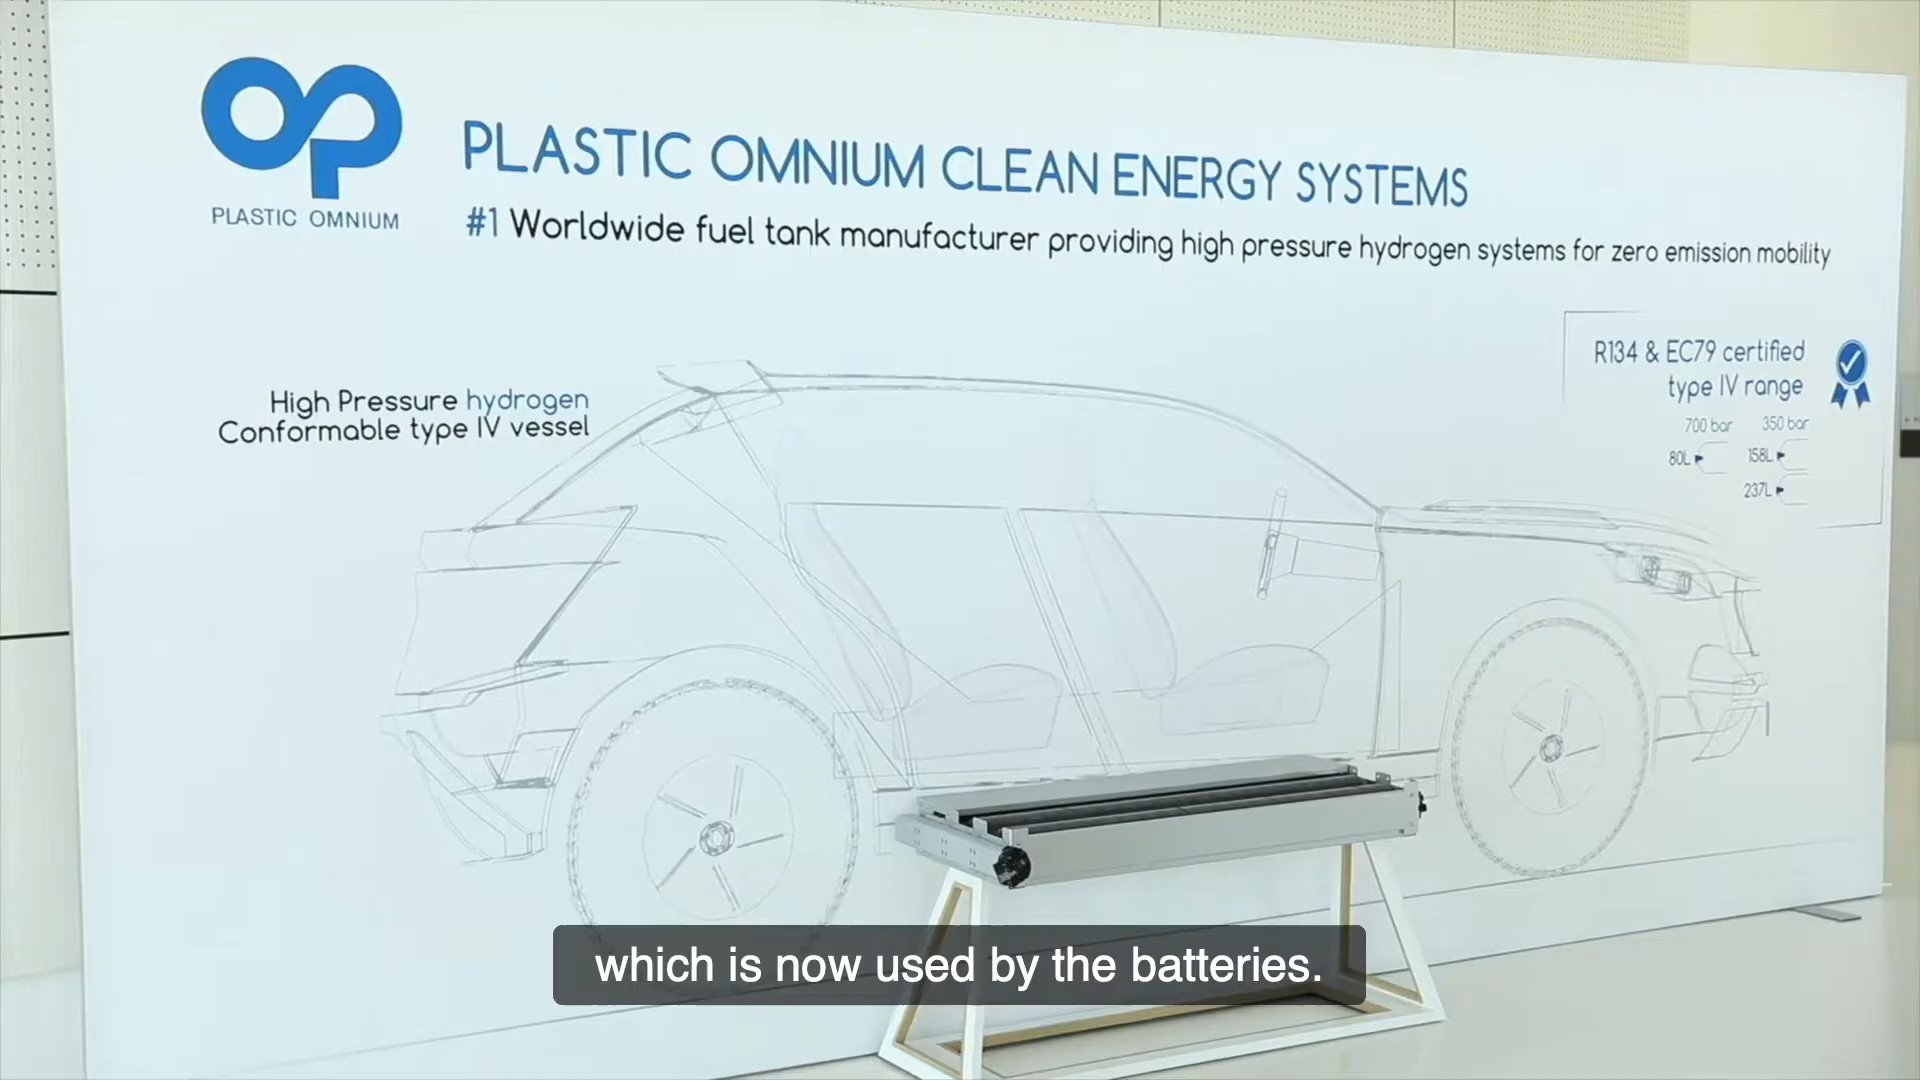 PLASTIC OMNIUM
PLASTIC OMNIUM CLEAN ENERGY SYSTEMS
#1 Worldwide fuel tank manufacturer providing high pressure hydrogen systems for zero emission mobility
High Pressure hydrogen
Conformable type IV vessel
R134 & EC79 certified
type IV range
700 bar 350 bar
80L 158L
237L
which is now used by the batteries.